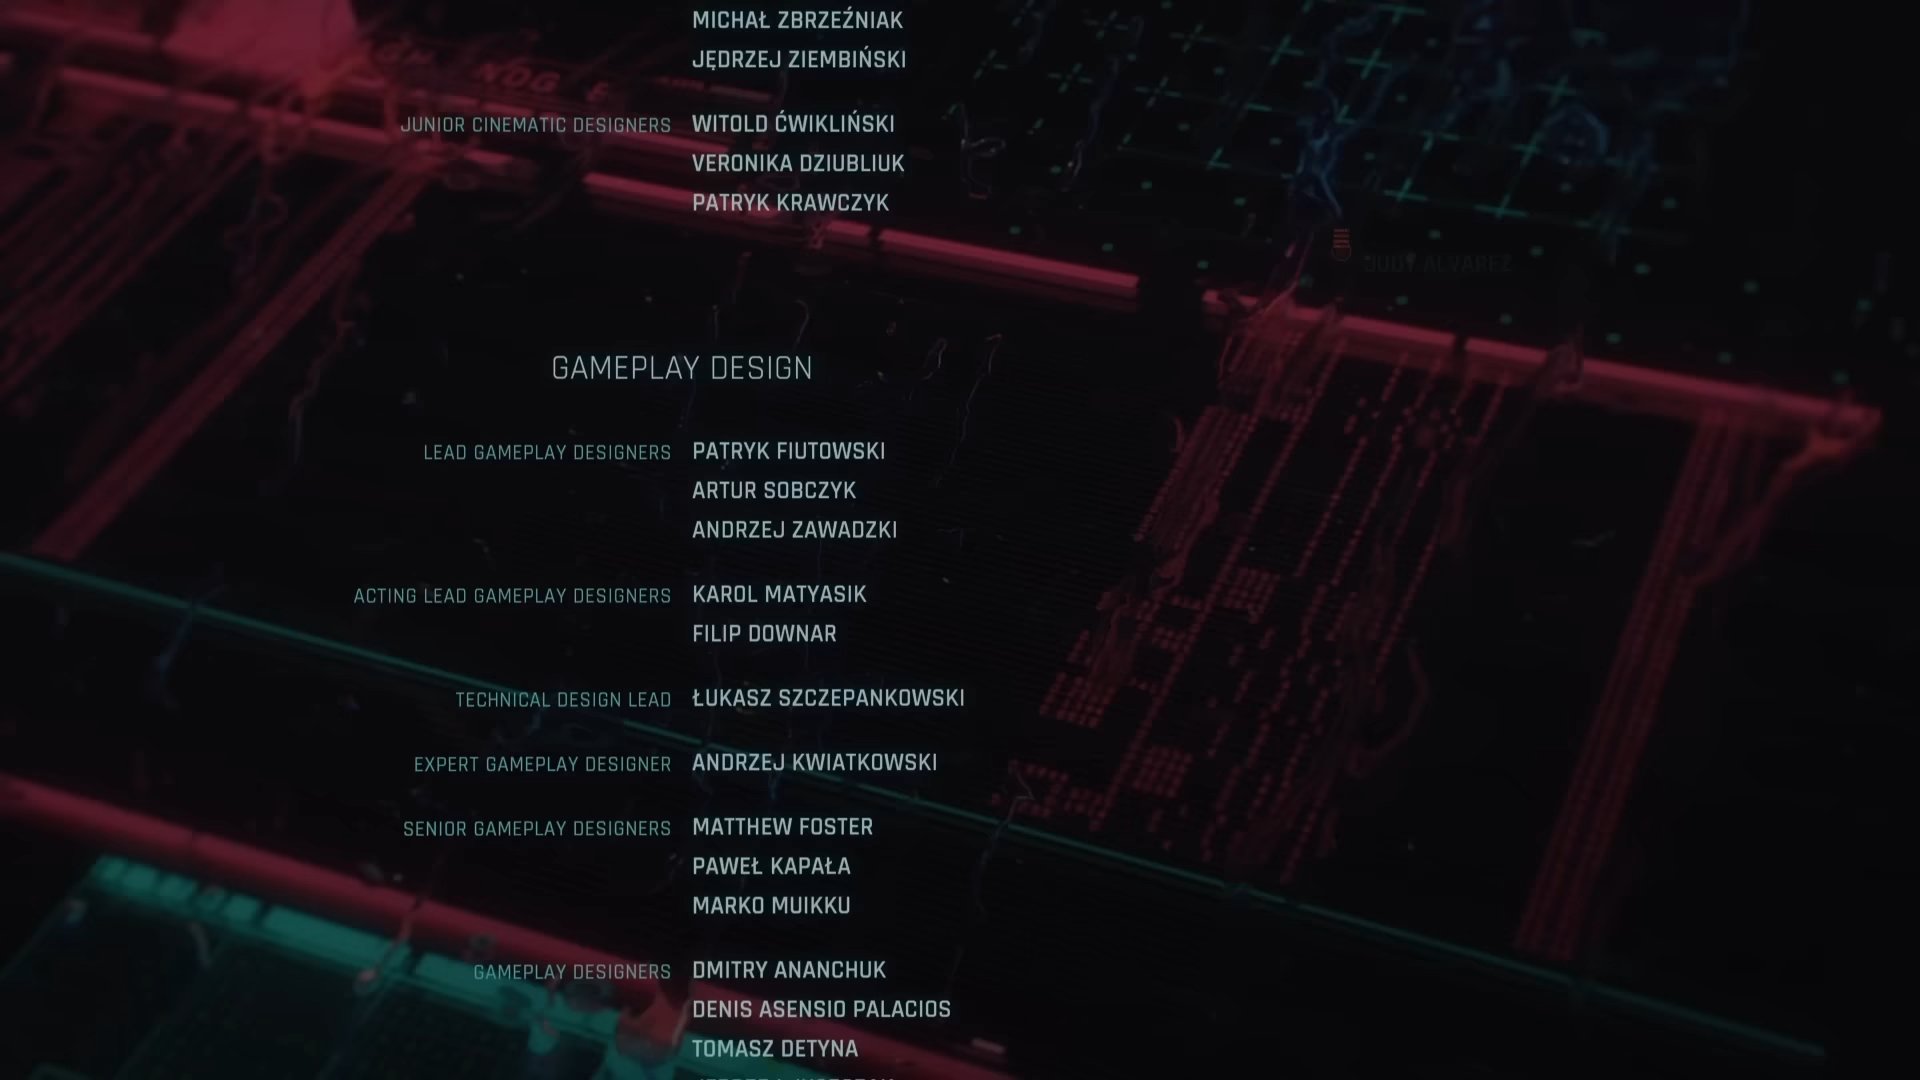 MICHAŁ ZBRZEŹNIAK
JĘDRZEJ ZIEMBIŃSKI
JUNIOR CINEMATIC DESIGNERS WITOLD ĆWIKLIŃSKI
VERONIKA DZIUBLIUK
PATRYK KRAWCZYK
JUDY ALVAREZ
GAMEPLAY DESIGN
LEAD GAMEPLAY DESIGNERS PATRYK FIUTOWSKI
ARTUR SOBCZYK
ANDRZEJ ZAWADZKI
ACTING LEAD GAMEPLAY DESIGNERS KAROL MATYASIK
FILIP DOWNAR
TECHNICAL DESIGN LEAD ŁUKASZ SZCZEPANKOWSKI
EXPERT GAMEPLAY DESIGNER ANDRZEJ KWIATKOWSKI
SENIOR GAMEPLAY DESIGNERS MATTHEW FOSTER
PAWEŁ KAPAŁA
MARKO MUIKKU
GAMEPLAY DESIGNERS DMITRY ANANCHUK
DENIS ASENSIO PALACIOS
TOMASZ DETYNA